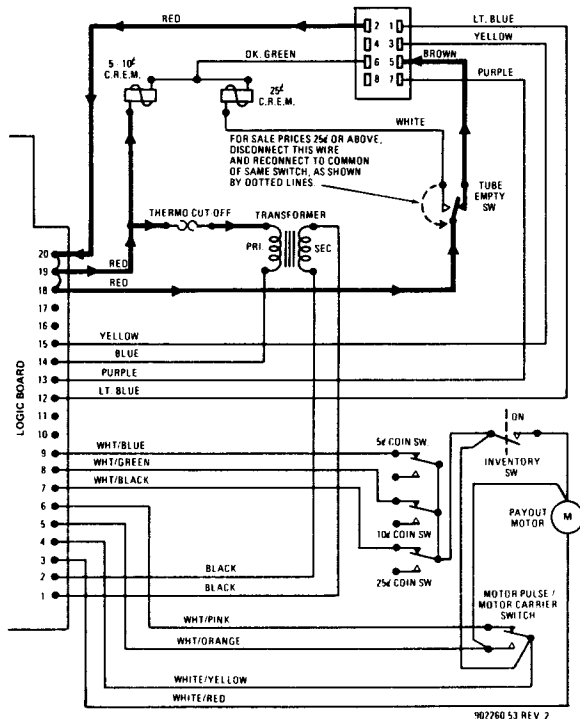 RED
2 1
LT. BLUE
4 3
YELLOW
DK. GREEN
6 5
BROWN
8 7
PURPLE
5 - 10¢
C.R.E.M.
25¢
C.R.E.M.
WHITE
FOR SALE PRICES 25¢ OR ABOVE,
DISCONNECT THIS WIRE
AND RECONNECT TO COMMON
OF SAME SWITCH, AS SHOWN
BY DOTTED LINES.
TUBE
EMPTY
SW
THERMO CUT OFF
TRANSFORMER
PRI.
SEC
LOGIC BOARD
20
RED
19
RED
18
17
16
YELLOW
15
BLUE
14
PURPLE
13
LT. BLUE
12
11
10
ON
INVENTORY
SW
WHT/BLUE
9
5¢ COIN SW.
WHT/GREEN
8
WHT/BLACK
7
10¢ COIN SW
6
5
25¢ COIN SW
4
PAYOUT
MOTOR
M
3
BLACK
2
BLACK
1
MOTOR PULSE /
MOTOR CARRIER
SWITCH
WHT/PINK
WHT/ORANGE
WHITE/YELLOW
WHITE/RED
902260 53 REV. 2